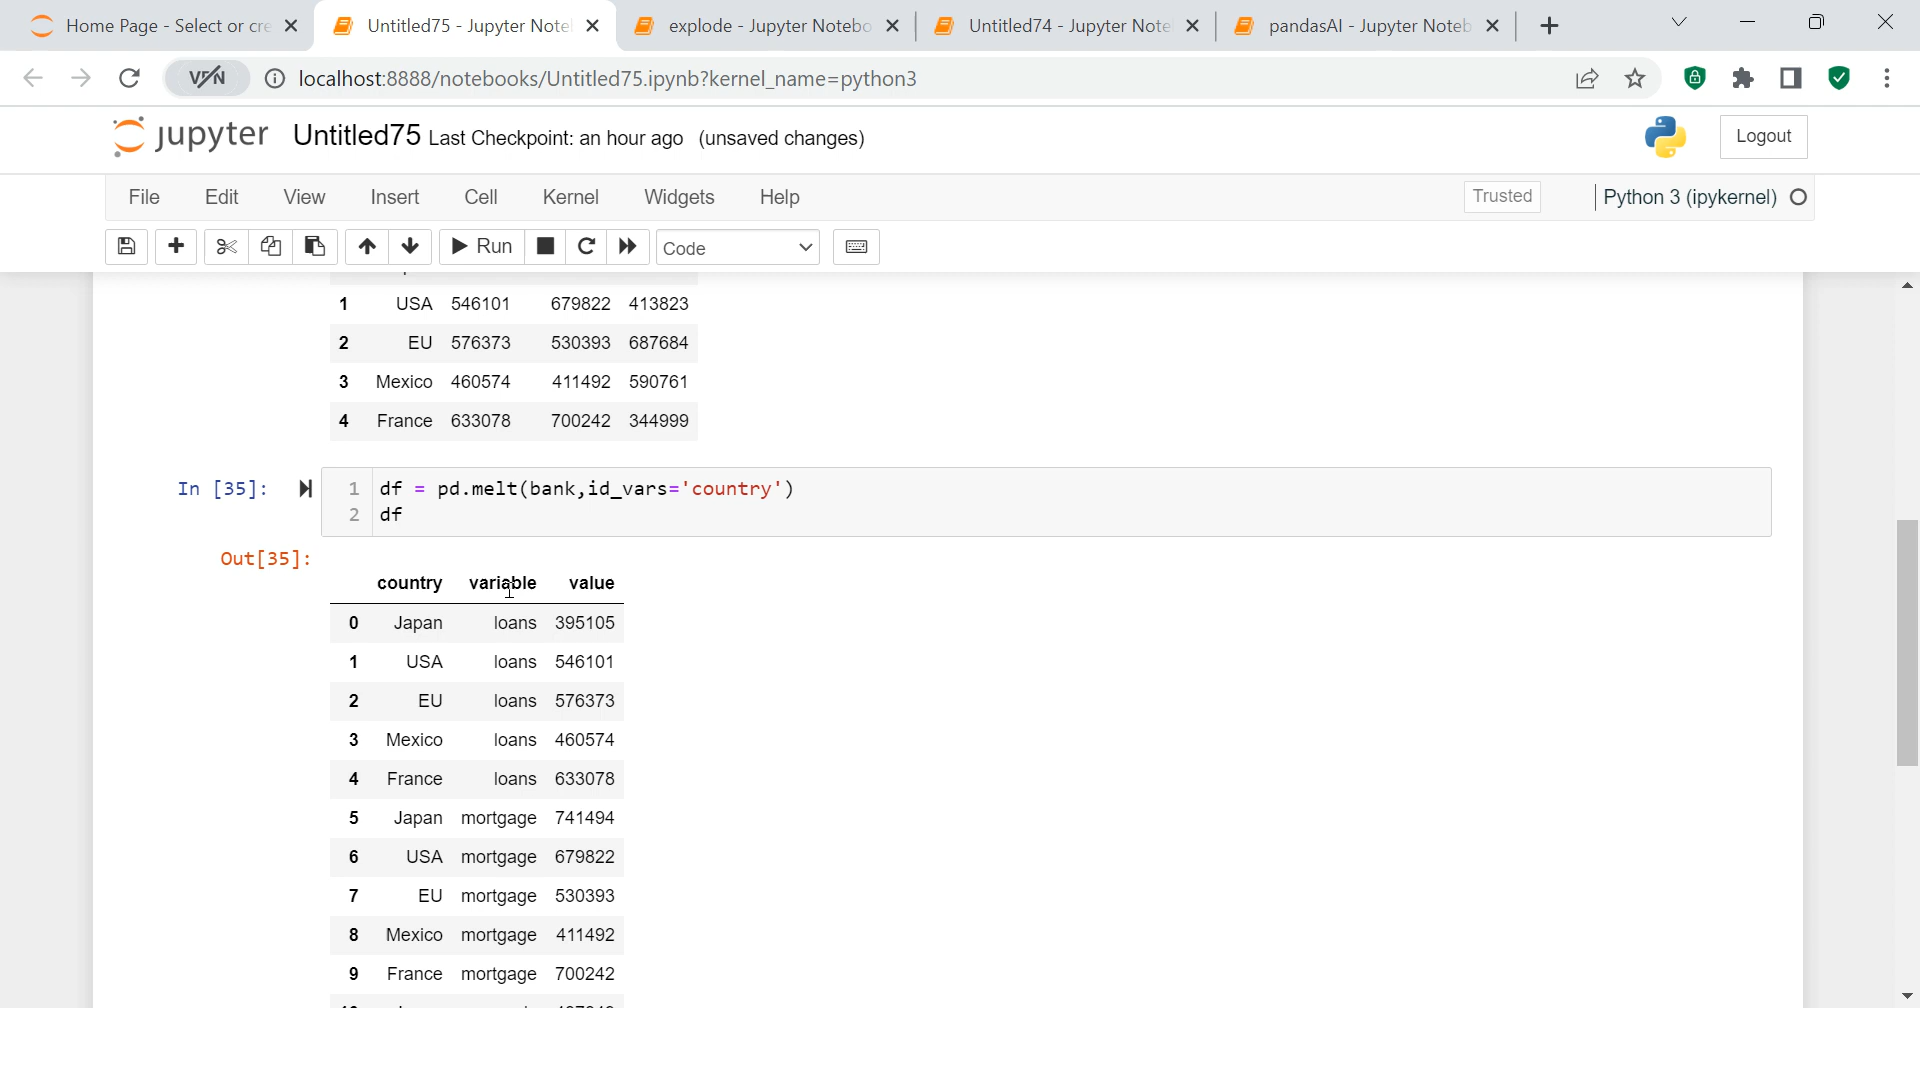 Home Page - Select or cre
Untitled75 - Jupyter Note
explode - Jupyter Notebo
Untitled74 - Jupyter Note
pandasAI - Jupyter Noteb
VPN
localhost:8888/notebooks/Untitled75.ipynb?kernel_name=python3
jupyter Untitled75 Last Checkpoint: an hour ago (unsaved changes)
Logout
File Edit View Insert Cell Kernel Widgets Help
Trusted
Python 3 (ipykernel)
Run
Code
1 USA 546101 679822 413823
2 EU 576373 530393 687684
3 Mexico 460574 411492 590761
4 France 633078 700242 344999
In [35]:
1 df = pd.melt(bank,id_vars='country')
2 df
Out[35]:
country variable value
0 Japan loans 395105
1 USA loans 546101
2 EU loans 576373
3 Mexico loans 460574
4 France loans 633078
5 Japan mortgage 741494
6 USA mortgage 679822
7 EU mortgage 530393
8 Mexico mortgage 411492
9 France mortgage 700242